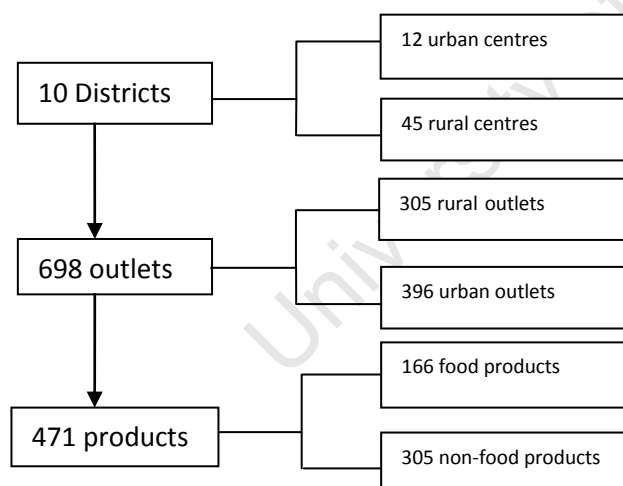 12 urban centres
10 Districts
45 rural centres
305 rural outlets
698 outlets
396 urban outlets
166 food products
471 products
305 non-food products